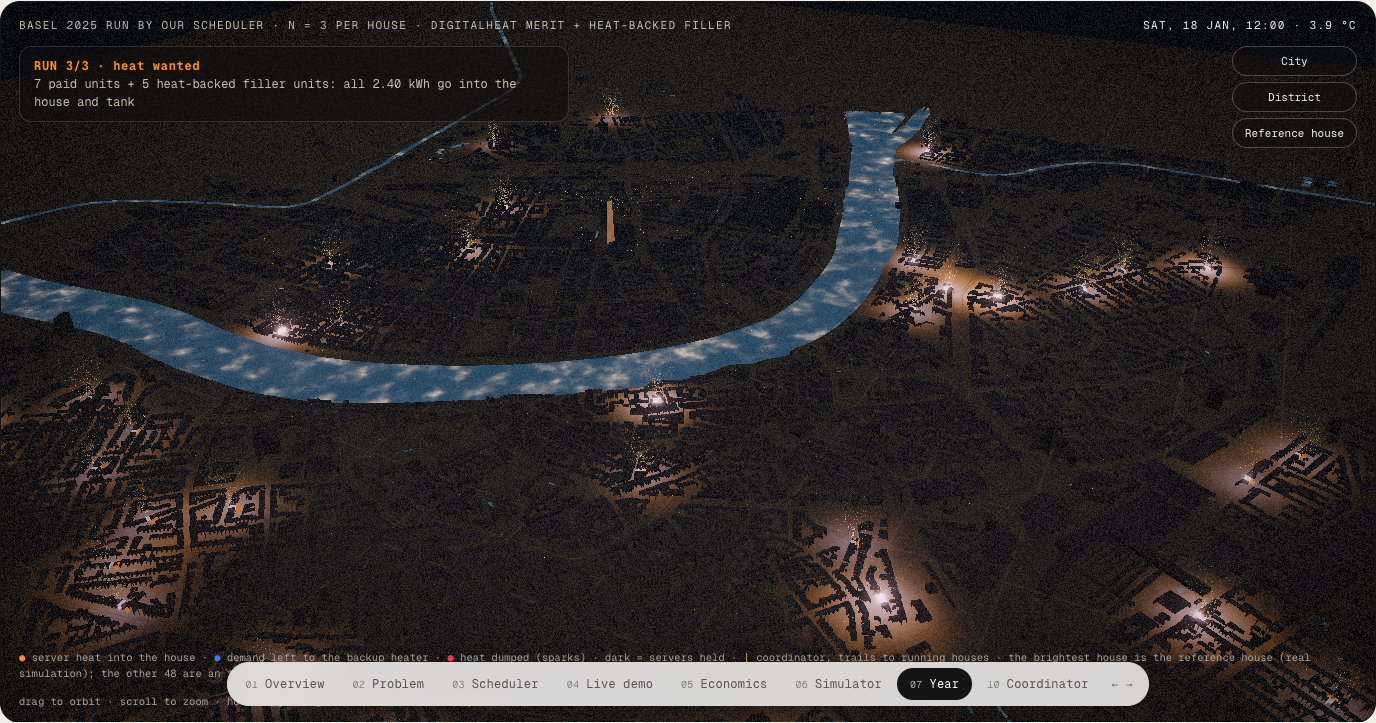 BASEL 2025 RUN BY OUR SCHEDULER · N = 3 PER HOUSE · DIGITALHEAT MERIT + HEAT-BACKED FILLER
SAT, 18 JAN, 12:00 · 3.9 °C
RUN 3/3 · heat wanted
7 paid units + 5 heat-backed filler units: all 2.40 kWh go into the
house and tank
City
District
Reference house
server heat into the house · demand left to the backup heater · heat dumped (sparks) · dark = servers held | coordinator, trails to running houses · the brightest house is the reference house (real
simulation); the other 48 are an
01 Overview 02 Problem 03 Scheduler 04 Live demo 05 Economics 06 Simulator 07 Year 10 Coordinator ← →
drag to orbit · scroll to zoom ·